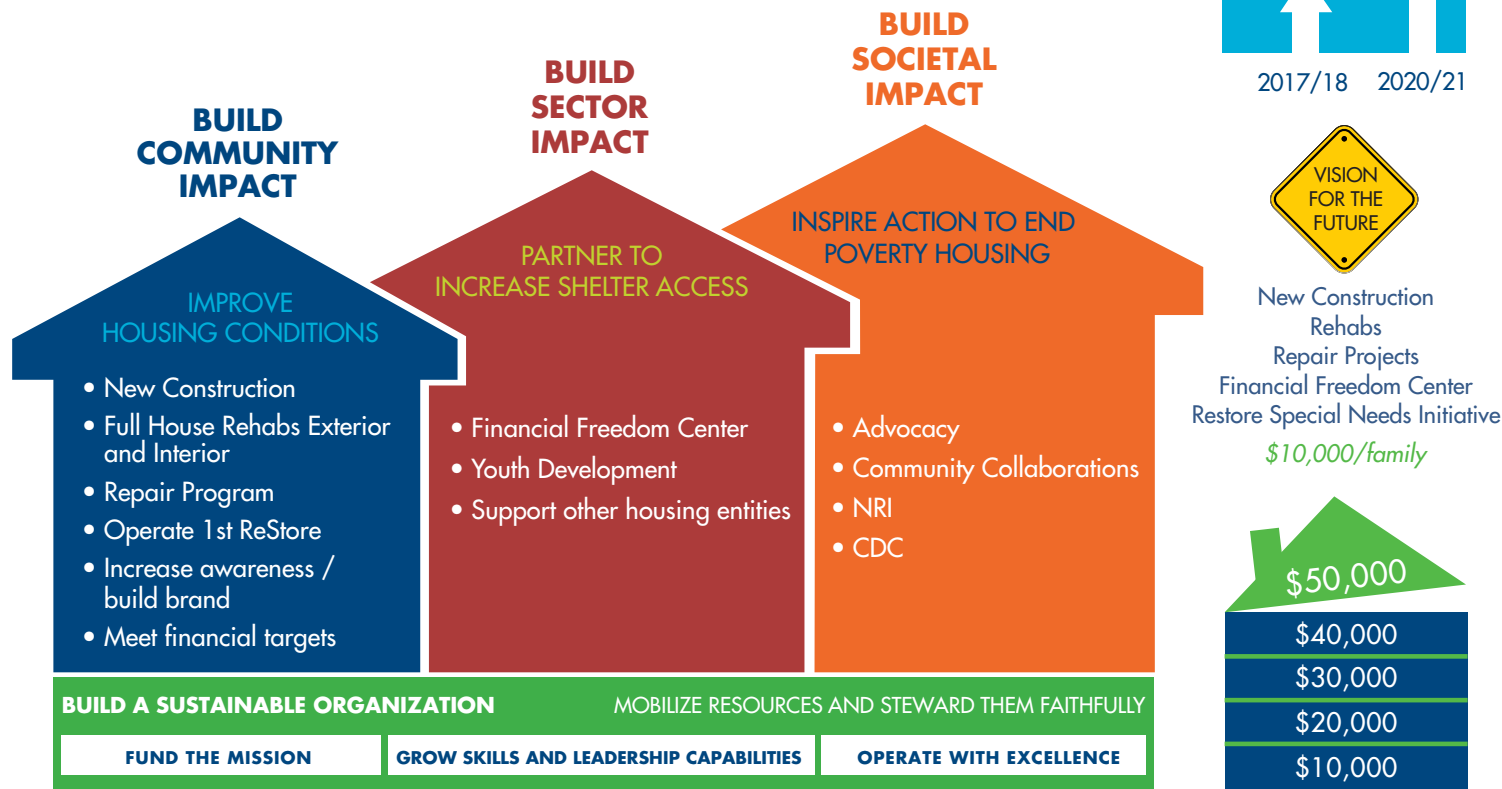 BUILD
COMMUNITY
IMPACT
IMPROVE
HOUSING CONDITIONS
• New Construction
• Full House Rehabs Exterior
and Interior
• Repair Program
• Operate 1st ReStore
• Increase awareness /
build brand
• Meet financial targets
BUILD
SECTOR
IMPACT
PARTNER TO
INCREASE SHELTER ACCESS
• Financial Freedom Center
• Youth Development
• Support other housing entities
BUILD
SOCIETAL
IMPACT
INSPIRE ACTION TO END
POVERTY HOUSING
• Advocacy
• Community Collaborations
• NRI
• CDC
BUILD A SUSTAINABLE ORGANIZATION
MOBILIZE RESOURCES AND STEWARD THEM FAITHFULLY
FUND THE MISSION
GROW SKILLS AND LEADERSHIP CAPABILITIES
OPERATE WITH EXCELLENCE
2017/18 2020/21
VISION
FOR THE
FUTURE
New Construction
Rehabs
Repair Projects
Financial Freedom Center
Restore Special Needs Initiative
$10,000/family
$50,000
$40,000
$30,000
$20,000
$10,000